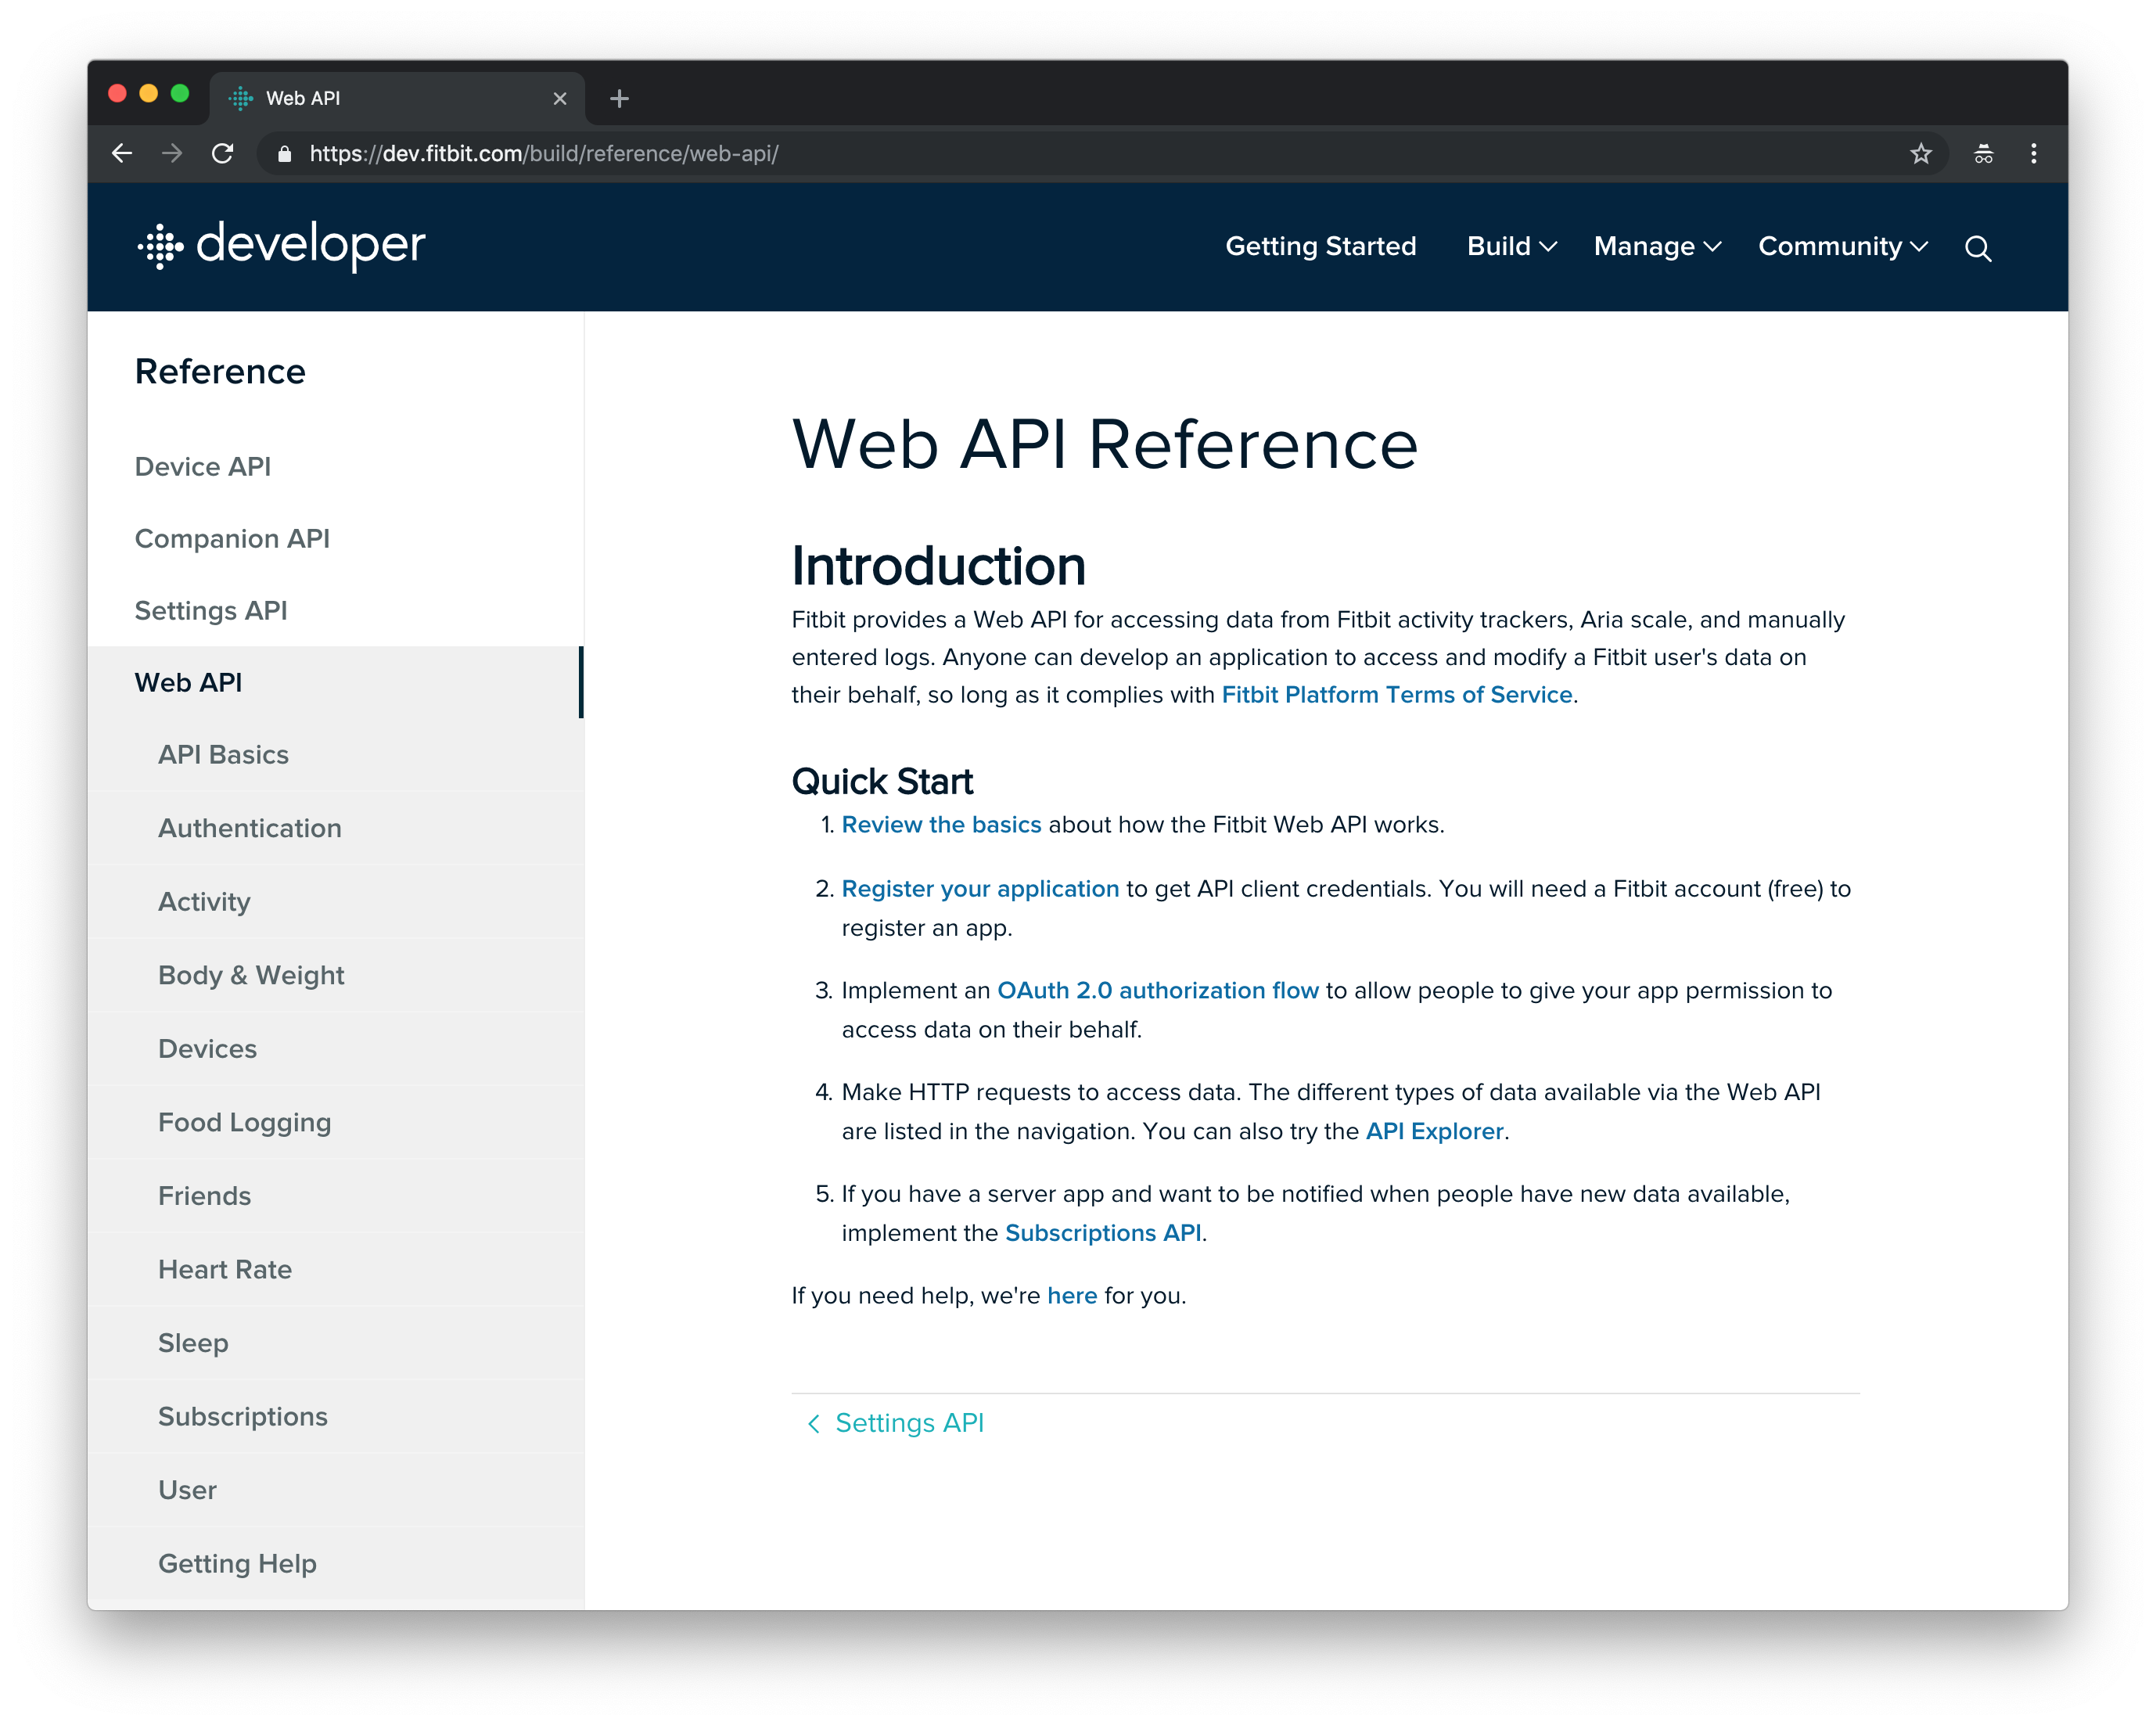 Web API
https://dev.fitbit.com/build/reference/web-api/
developer
Getting Started
Build
Manage
Community
Reference
Device API
Companion API
Settings API
Web API
API Basics
Authentication
Activity
Body & Weight
Devices
Food Logging
Friends
Heart Rate
Sleep
Subscriptions
User
Getting Help
Web API Reference
Introduction
Fitbit provides a Web API for accessing data from Fitbit activity trackers, Aria scale, and manually
entered logs. Anyone can develop an application to access and modify a Fitbit user's data on
their behalf, so long as it complies with Fitbit Platform Terms of Service.
Quick Start
1. Review the basics about how the Fitbit Web API works.
2. Register your application to get API client credentials. You will need a Fitbit account (free) to
register an app.
3. Implement an OAuth 2.0 authorization flow to allow people to give your app permission to
access data on their behalf.
4. Make HTTP requests to access data. The different types of data available via the Web API
are listed in the navigation. You can also try the API Explorer.
5. If you have a server app and want to be notified when people have new data available,
implement the Subscriptions API.
If you need help, we're here for you.
Settings API